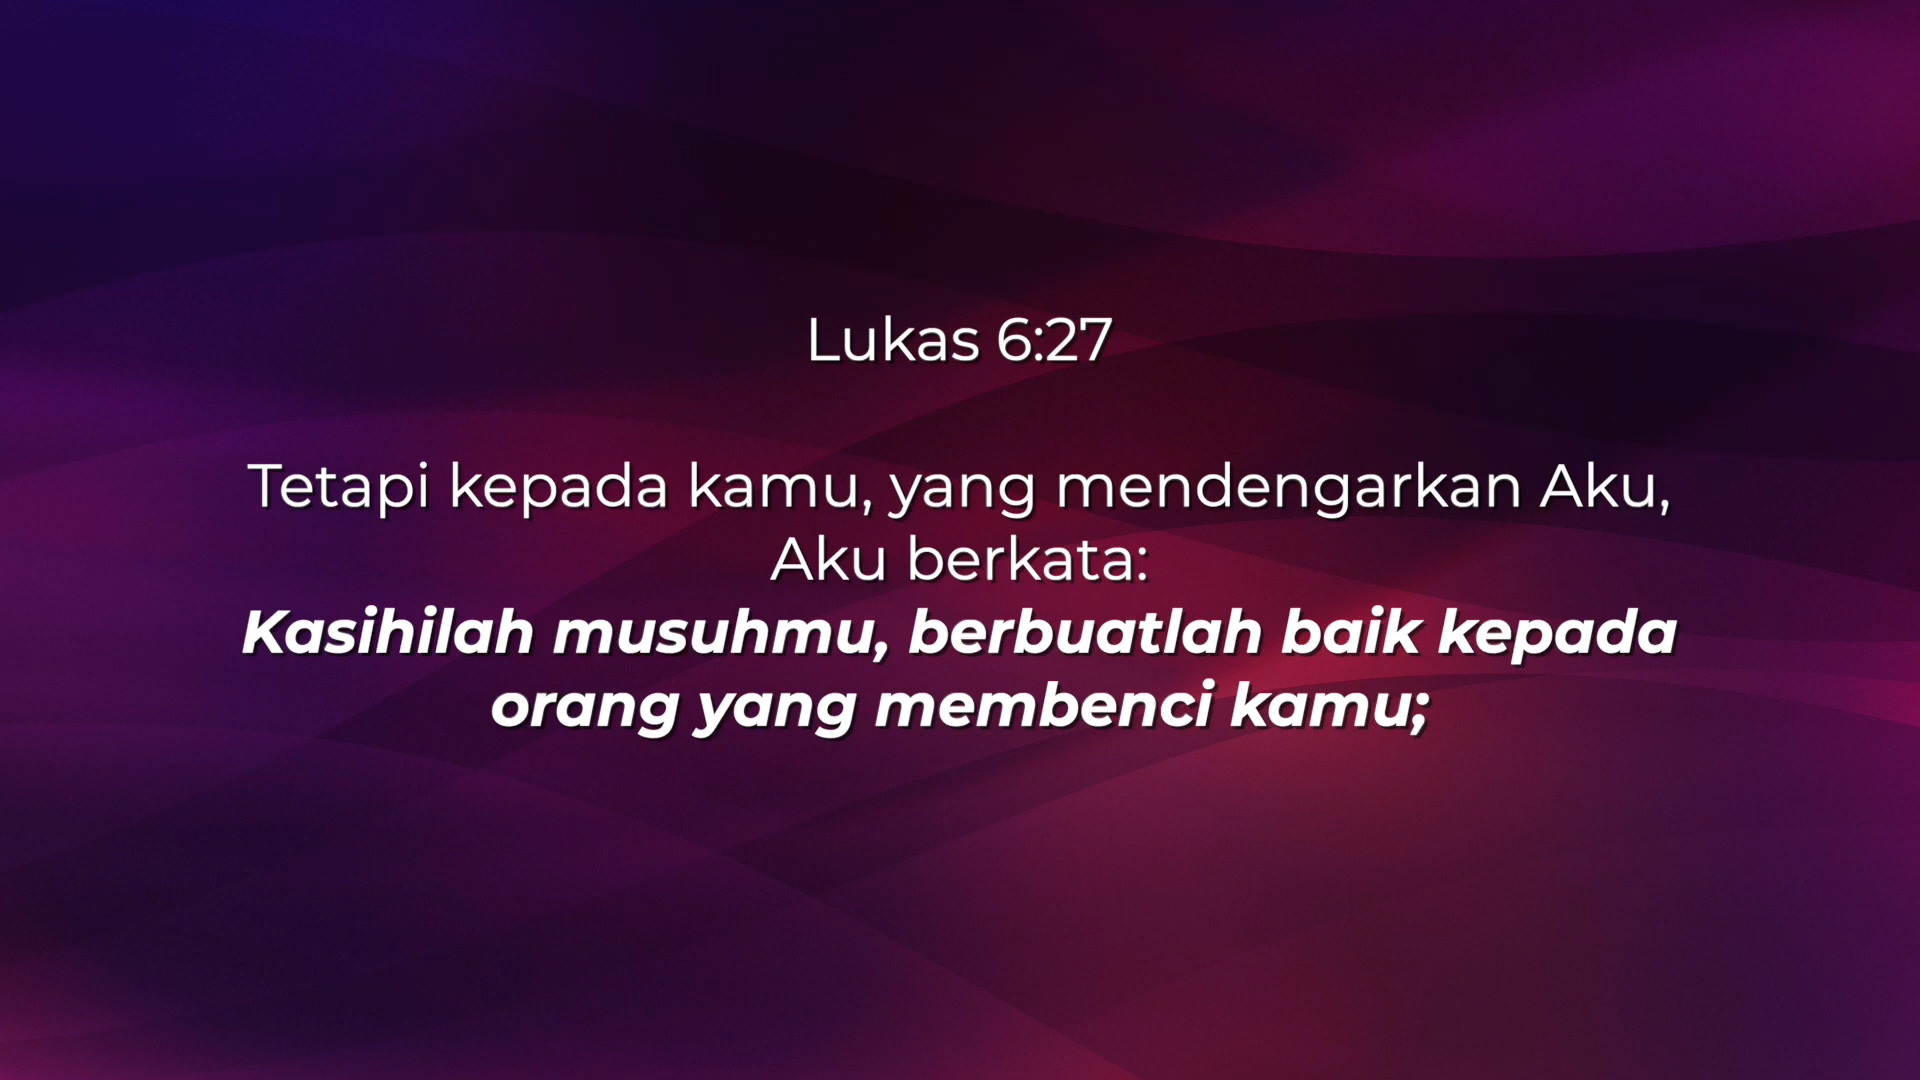 Lukas 6:27
Tetapi kepada kamu, yang mendengarkan Aku,
Aku berkata:
Kasihilah musuhmu, berbuatlah baik kepada
orang yang membenci kamu;